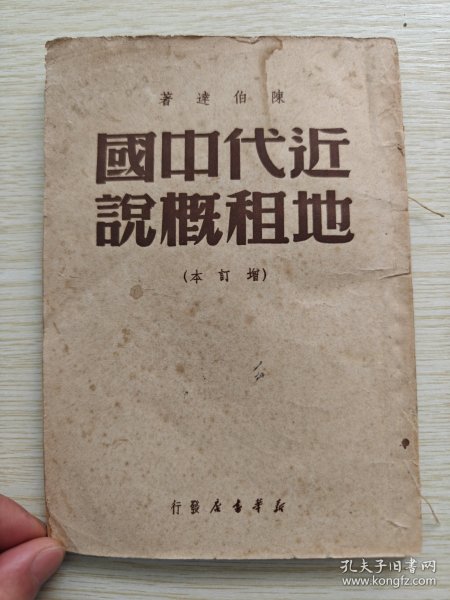 陳伯達著
近代中國
地租概說
(增訂本)
新華書店發行
孔夫子旧书网
www.kongfz.com